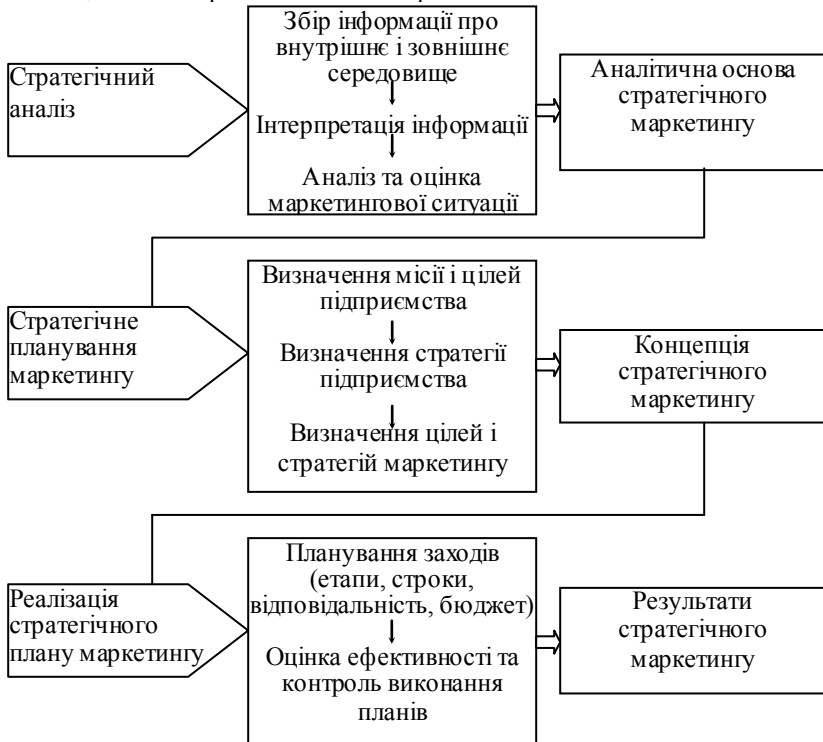 Стратегічний
аналіз
Збір інформації про
внутрішнє і зовнішнє
середовище
Інтерпретація інформації
Аналіз та оцінка
маркетингової ситуації
Аналітична основа
стратегічного
маркетингу
Стратегічне
планування
маркетингу
Визначення місії і цілей
підприємства
Визначення стратегії
підприємства
Визначення цілей і
стратегій маркетингу
Концепція
стратегічного
маркетингу
Реалізація
стратегічного
плану маркетингу
Планування заходів
(етапи, строки,
відповідальність, бюджет)
Оцінка ефективності та
контроль виконання
планів
Результати
стратегічного
маркетингу